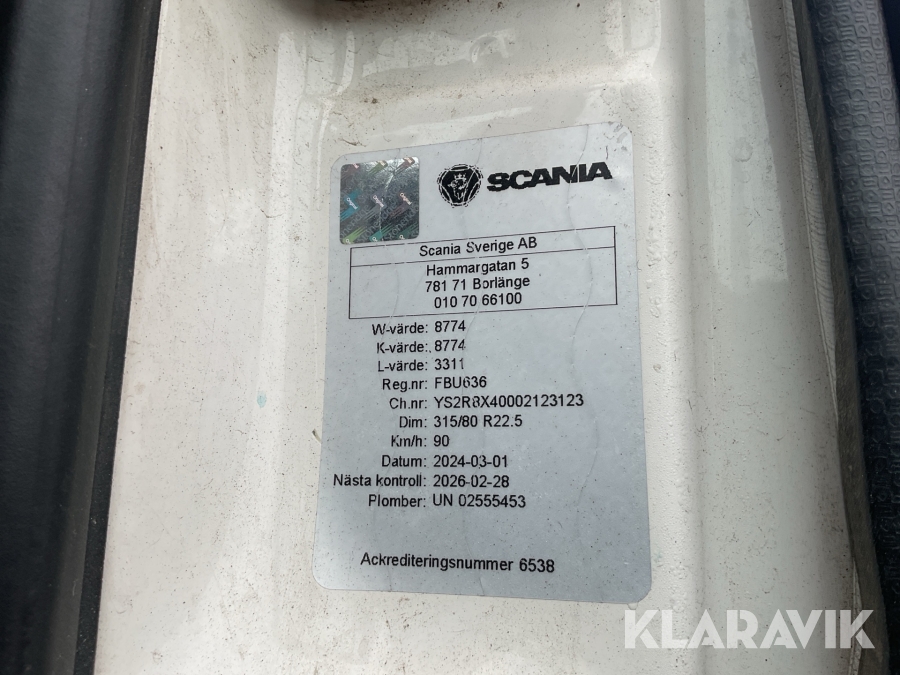 SCANIA
Scania Sverige AB
Hammargatan 5
781 71 Borlänge
010 70 66100
W-värde: 8774
K-värde: 8774
L-värde: 3311
Reg.nr: FBU636
Ch.nr: YS2R8X40002123123
Dim: 315/80 R22.5
Km/h: 90
Datum: 2024-03-01
Nästa kontroll: 2026-02-28
Plomber: UN 02555453
Ackrediteringsnummer 6538
KLARAVIK